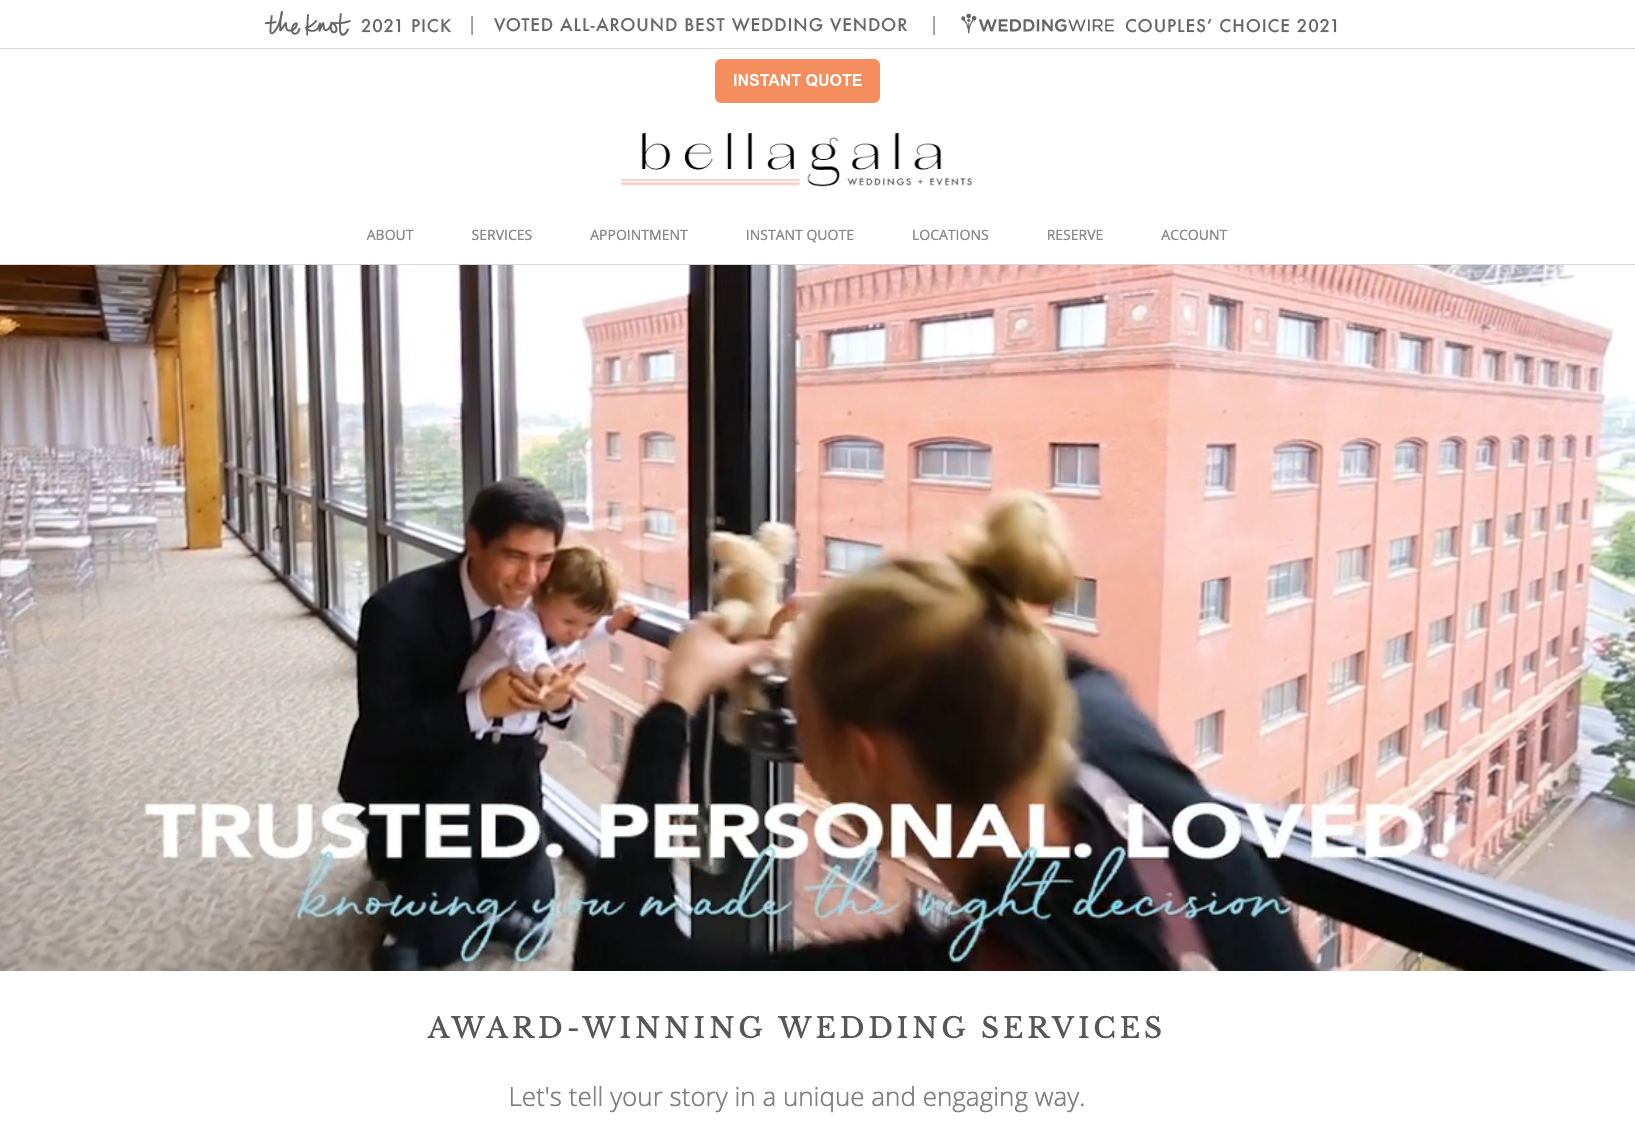 the knot 2021 PICK | VOTED ALL-AROUND BEST WEDDING VENDOR | WEDDINGWIRE COUPLES' CHOICE 2021
INSTANT QUOTE
bellagala
WEDDINGS + EVENTS
ABOUT SERVICES APPOINTMENT INSTANT QUOTE LOCATIONS RESERVE ACCOUNT
TRUSTED. PERSONAL. LOVED!
knowing you made the right decision
AWARD-WINNING WEDDING SERVICES
Let's tell your story in a unique and engaging way.